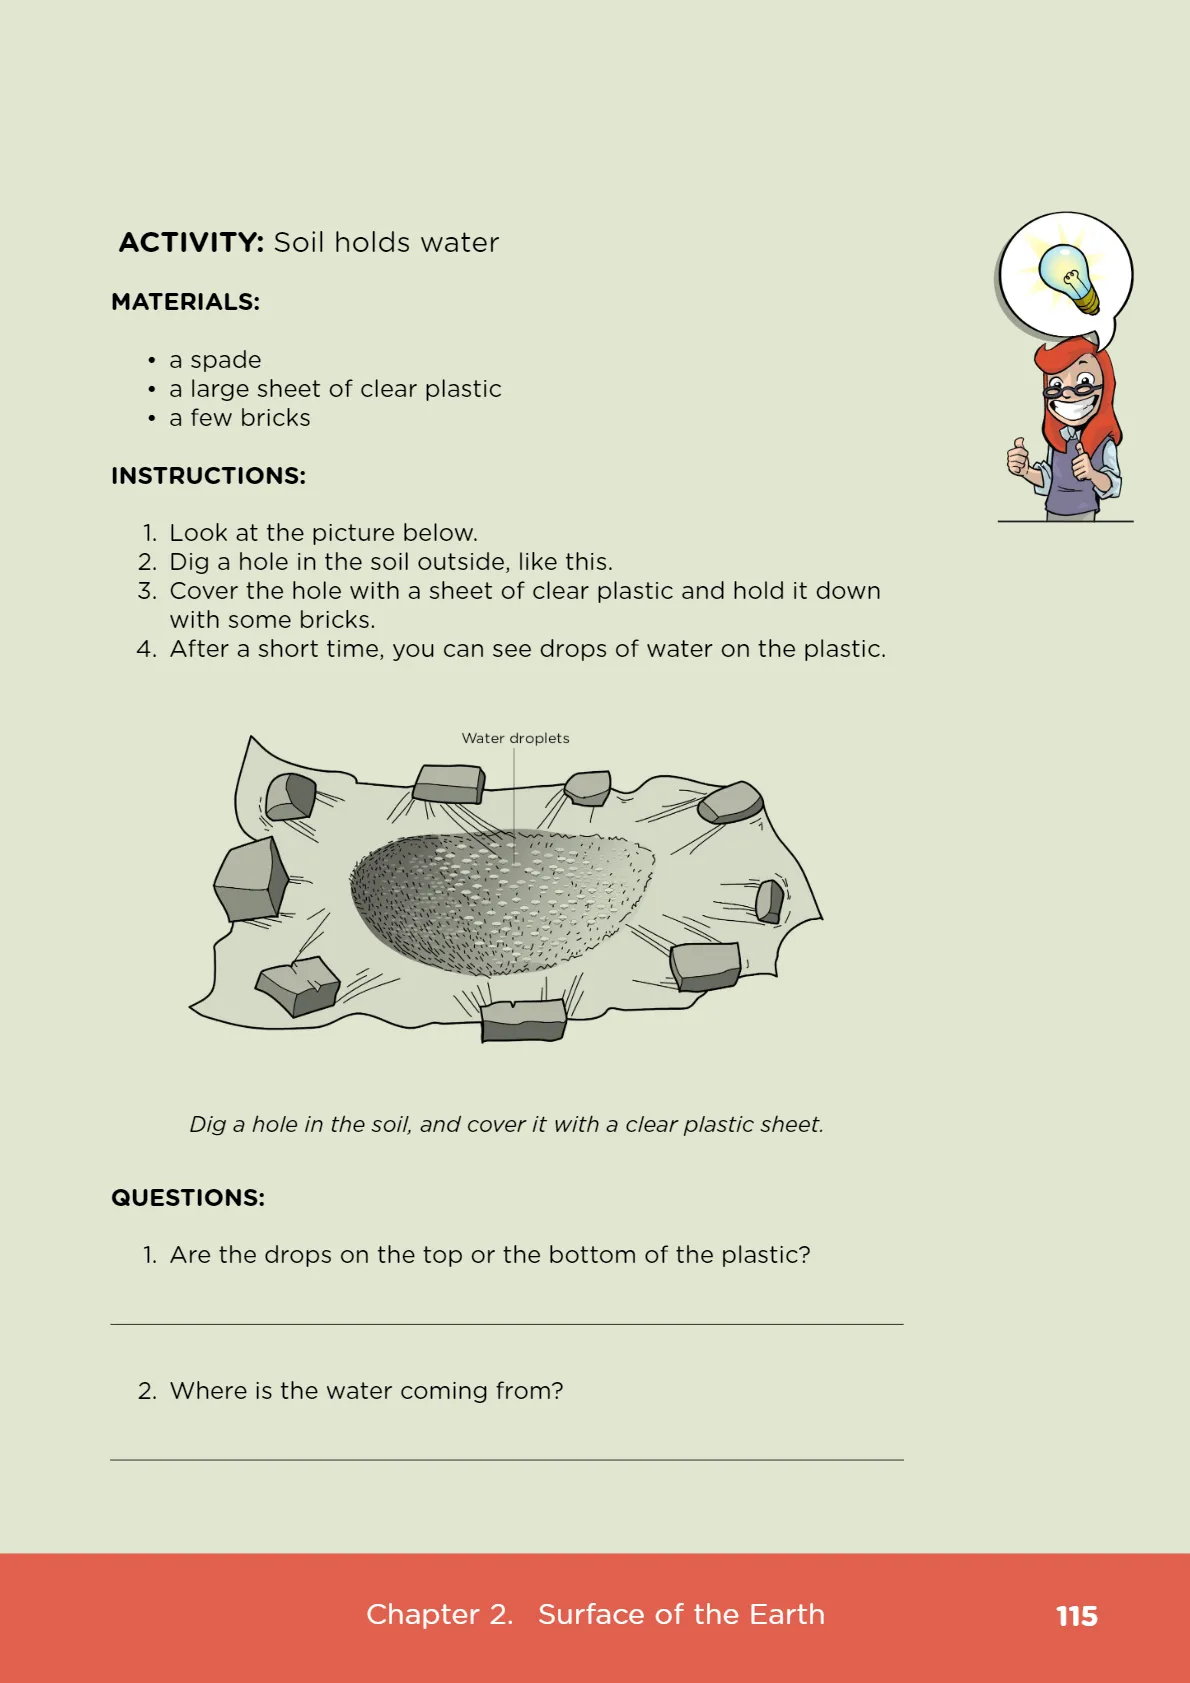 ACTIVITY: Soil holds water
MATERIALS:
• a spade
• a large sheet of clear plastic
• a few bricks
INSTRUCTIONS:
1. Look at the picture below.
2. Dig a hole in the soil outside, like this.
3. Cover the hole with a sheet of clear plastic and hold it down
with some bricks.
4. After a short time, you can see drops of water on the plastic.
Water droplets
Dig a hole in the soil, and cover it with a clear plastic sheet.
QUESTIONS:
1. Are the drops on the top or the bottom of the plastic?
2. Where is the water coming from?
Chapter 2. Surface of the Earth
115